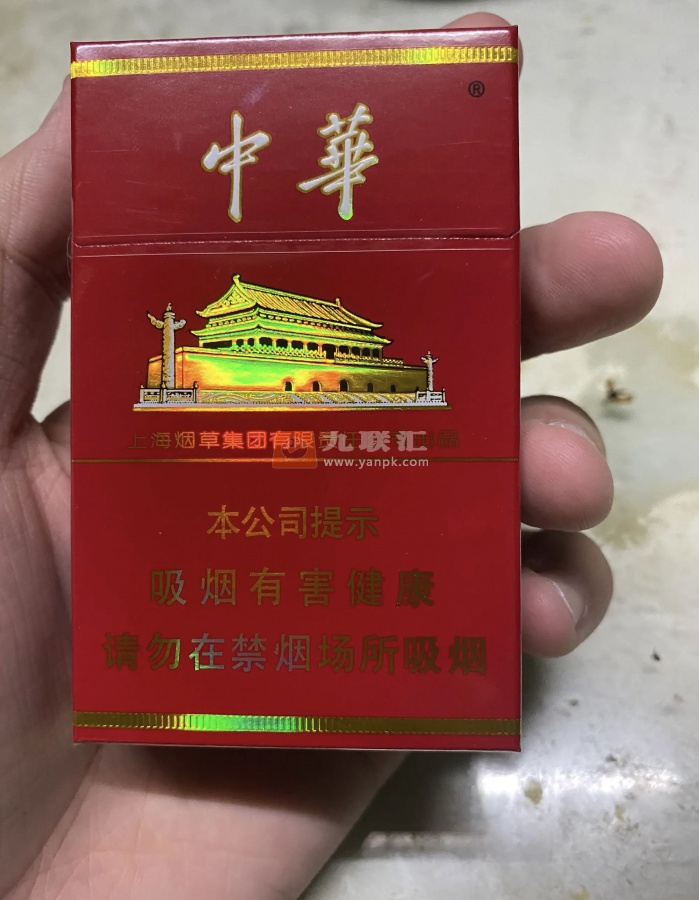 ®
中華
上海烟草集团有限
九联汇
www.yanpk.com
本公司提示
吸烟有害健康
请勿在禁烟场所吸烟